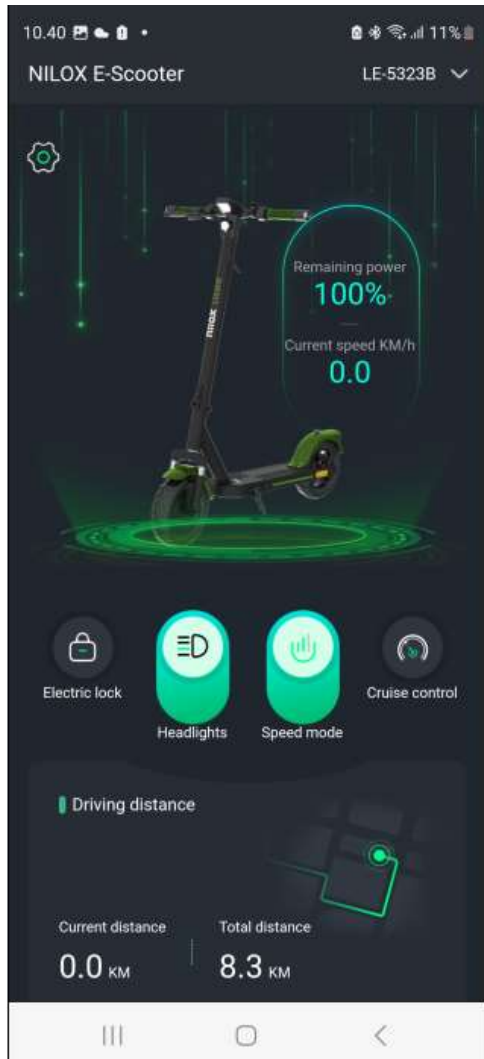 10.40 11%
NILOX E-Scooter LE-5323B
NILOX
Remaining power
100%
Current speed KM/h
0.0
Electric lock
Headlights
Speed mode
Cruise control
Driving distance
Current distance Total distance
0.0 KM 8.3 KM